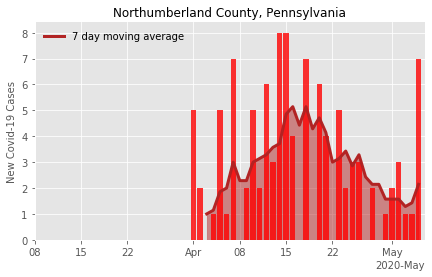 Northumberland County, Pennsylvania
7 day moving average
New Covid-19 Cases
8
7
6
5
4
3
2
1
0
08 15 22 Apr 08 15 22 May
2020-May